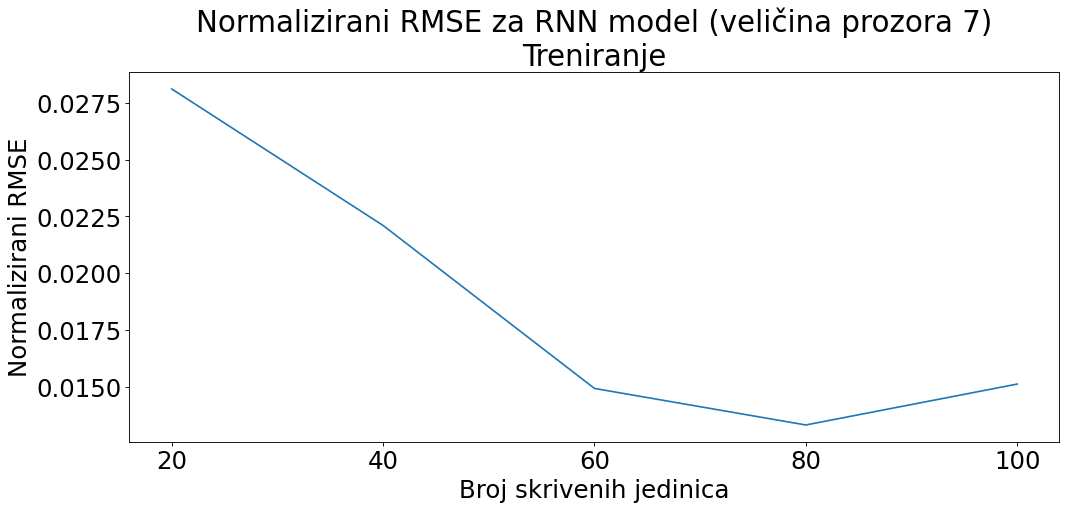 Normalizirani RMSE za RNN model (veličina prozora 7)
Treniranje
Normalizirani RMSE
0.0275
0.0250
0.0225
0.0200
0.0175
0.0150
20 40 60 80 100
Broj skrivenih jedinica